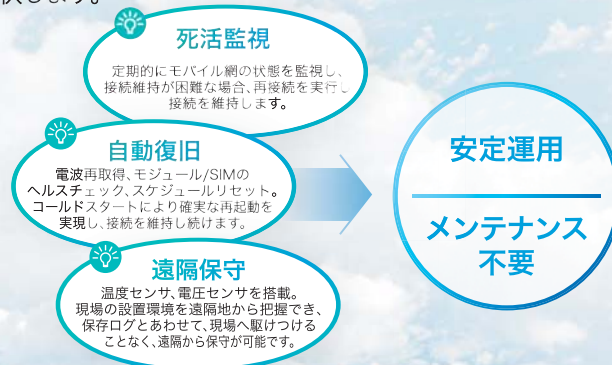 します。
死活監視
定期的にモバイル網の状態を監視し、
接続維持が困難な場合、再接続を実行し
接続を維持します。
自動復旧
電波再取得、モジュール/SIMの
ヘルスチェック、スケジュールリセット。
コールドスタートにより確実な再起動を
実現し、接続を維持し続けます。
遠隔保守
温度センサ、電圧センサを搭載。
現場の設置環境を遠隔地から把握でき、
保存ログとあわせて、現場へ駆けつける
ことなく、遠隔から保守が可能です。
安定運用
メンテナンス
不要